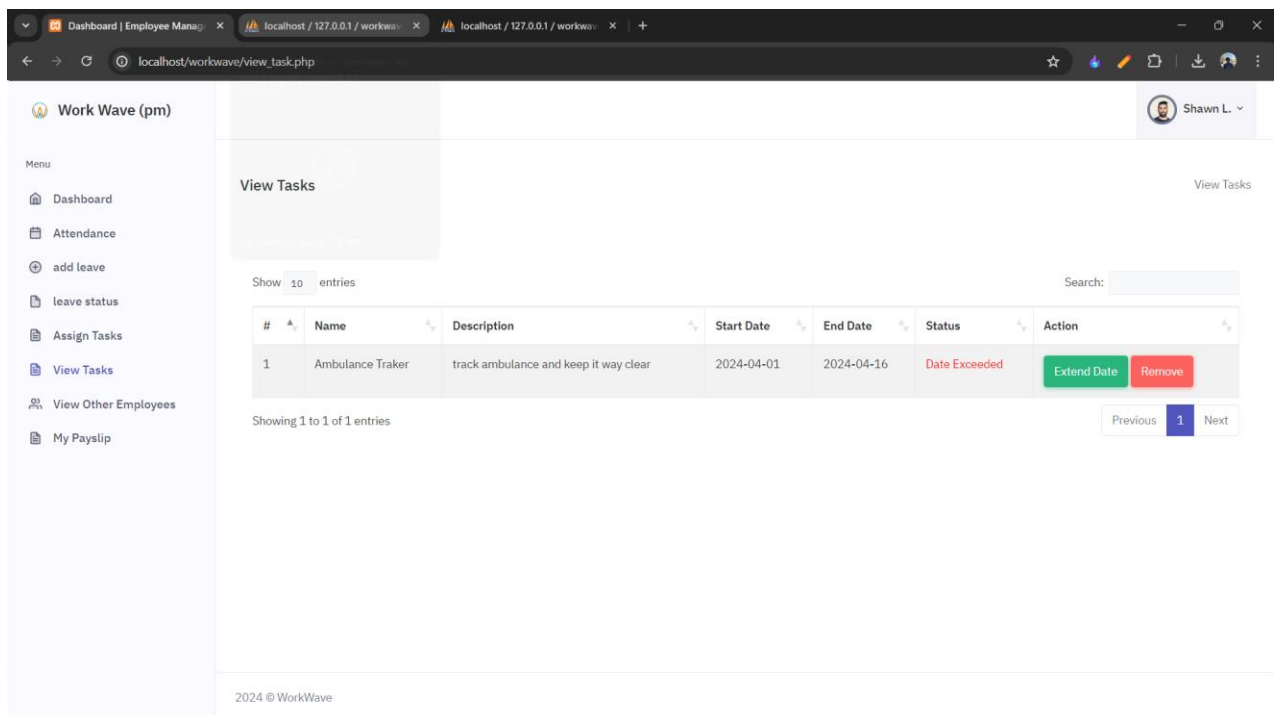 Dashboard | Employee Manag
localhost / 127.0.0.1 / workwav
localhost / 127.0.0.1 / workwav
localhost/workwave/view_task.php
Work Wave (pm)
Shawn L.
Menu
Dashboard
Attendance
add leave
leave status
Assign Tasks
View Tasks
View Other Employees
My Payslip
View Tasks
View Tasks
Show 10 entries
Search:
# Name Description Start Date End Date Status Action
1 Ambulance Traker track ambulance and keep it way clear 2024-04-01 2024-04-16 Date Exceeded Extend Date Remove
Showing 1 to 1 of 1 entries
Previous 1 Next
2024 © WorkWave